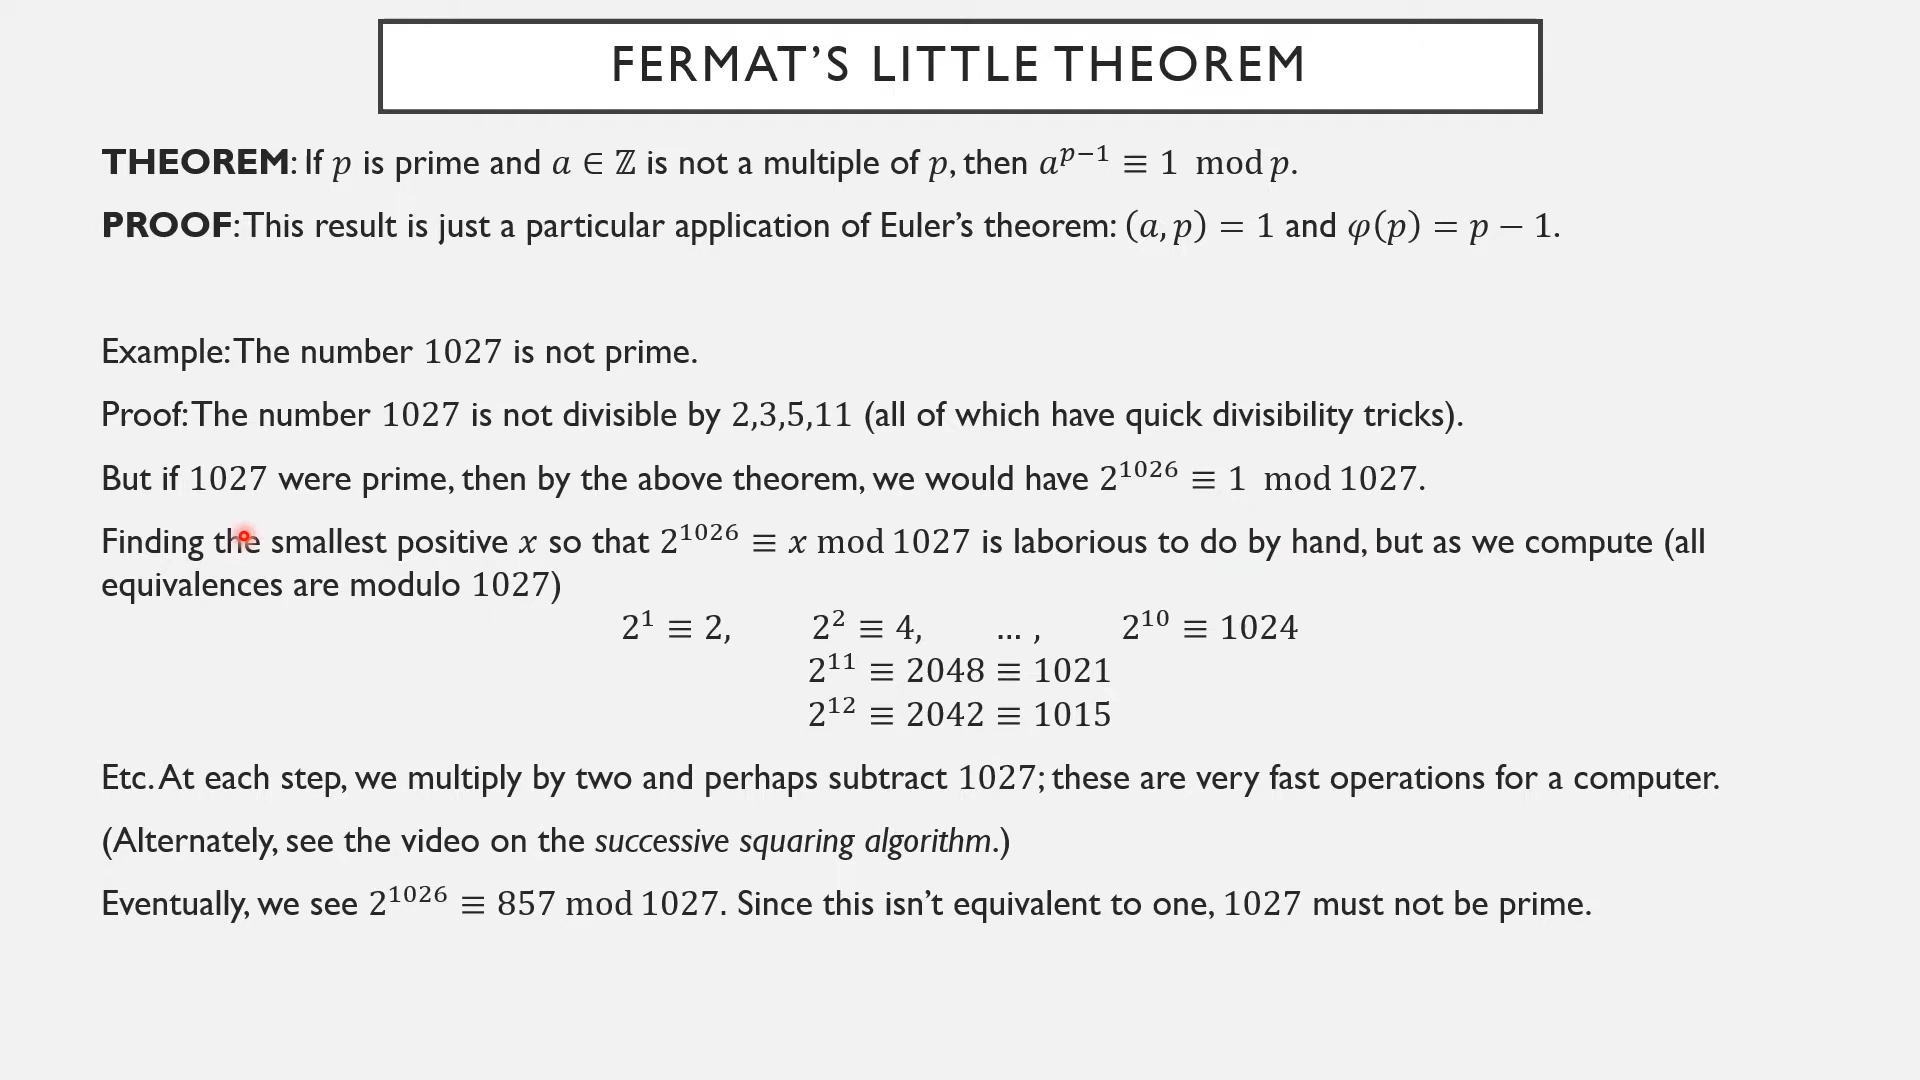 FERMAT’S LITTLE THEOREM
THEOREM: If p is prime and a ∈ ℤ is not a multiple of p, then a^{p−1} ≡ 1 mod p.
PROOF: This result is just a particular application of Euler’s theorem: (a, p) = 1 and φ(p) = p − 1.
Example: The number 1027 is not prime.
Proof: The number 1027 is not divisible by 2,3,5,11 (all of which have quick divisibility tricks).
But if 1027 were prime, then by the above theorem, we would have 2^{1026} ≡ 1 mod 1027.
Finding the smallest positive x so that 2^{1026} ≡ x mod 1027 is laborious to do by hand, but as we compute (all
equivalences are modulo 1027)
2^1 ≡ 2, 2^2 ≡ 4, … , 2^{10} ≡ 1024
2^{11} ≡ 2048 ≡ 1021
2^{12} ≡ 2042 ≡ 1015
Etc. At each step, we multiply by two and perhaps subtract 1027; these are very fast operations for a computer.
(Alternately, see the video on the successive squaring algorithm.)
Eventually, we see 2^{1026} ≡ 857 mod 1027. Since this isn’t equivalent to one, 1027 must not be prime.